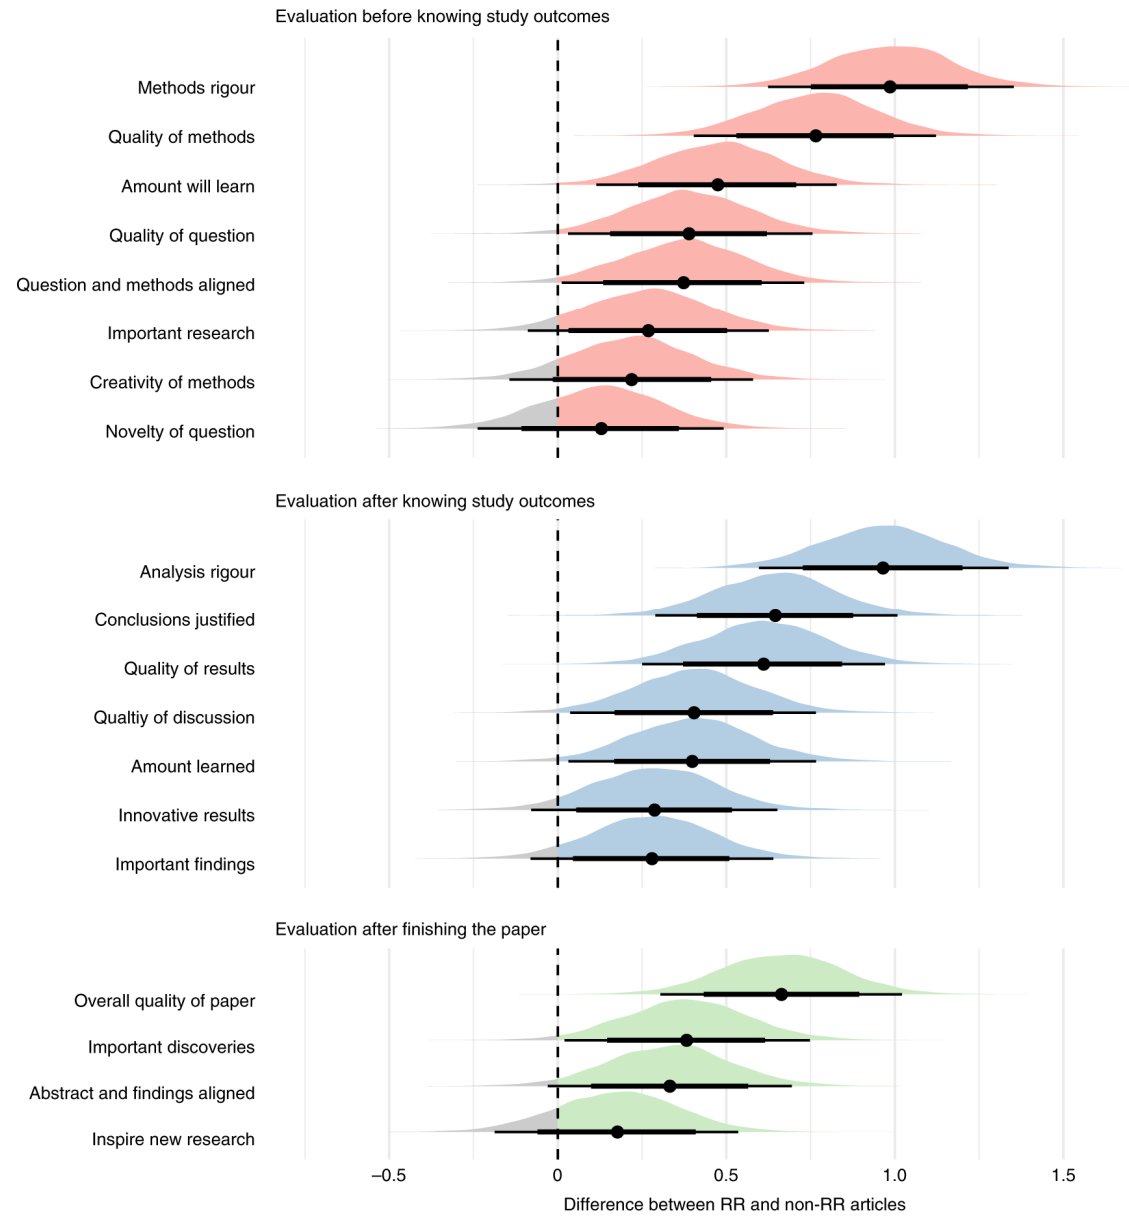 Evaluation before knowing study outcomes
Methods rigour
Quality of methods
Amount will learn
Quality of question
Question and methods aligned
Important research
Creativity of methods
Novelty of question
Evaluation after knowing study outcomes
Analysis rigour
Conclusions justified
Quality of results
Qualtiy of discussion
Amount learned
Innovative results
Important findings
Evaluation after finishing the paper
Overall quality of paper
Important discoveries
Abstract and findings aligned
Inspire new research
−0.5 0 0.5 1.0 1.5
Difference between RR and non-RR articles